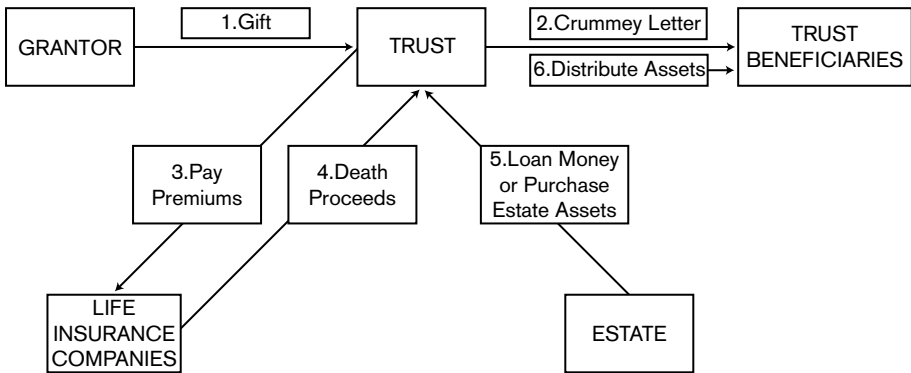 1.Gift
2.Crummey Letter
GRANTOR
TRUST
TRUST
BENEFICIARIES
6.Distribute Assets
3.Pay
Premiums
4.Death
Proceeds
5.Loan Money
or Purchase
Estate Assets
LIFE
INSURANCE
COMPANIES
ESTATE